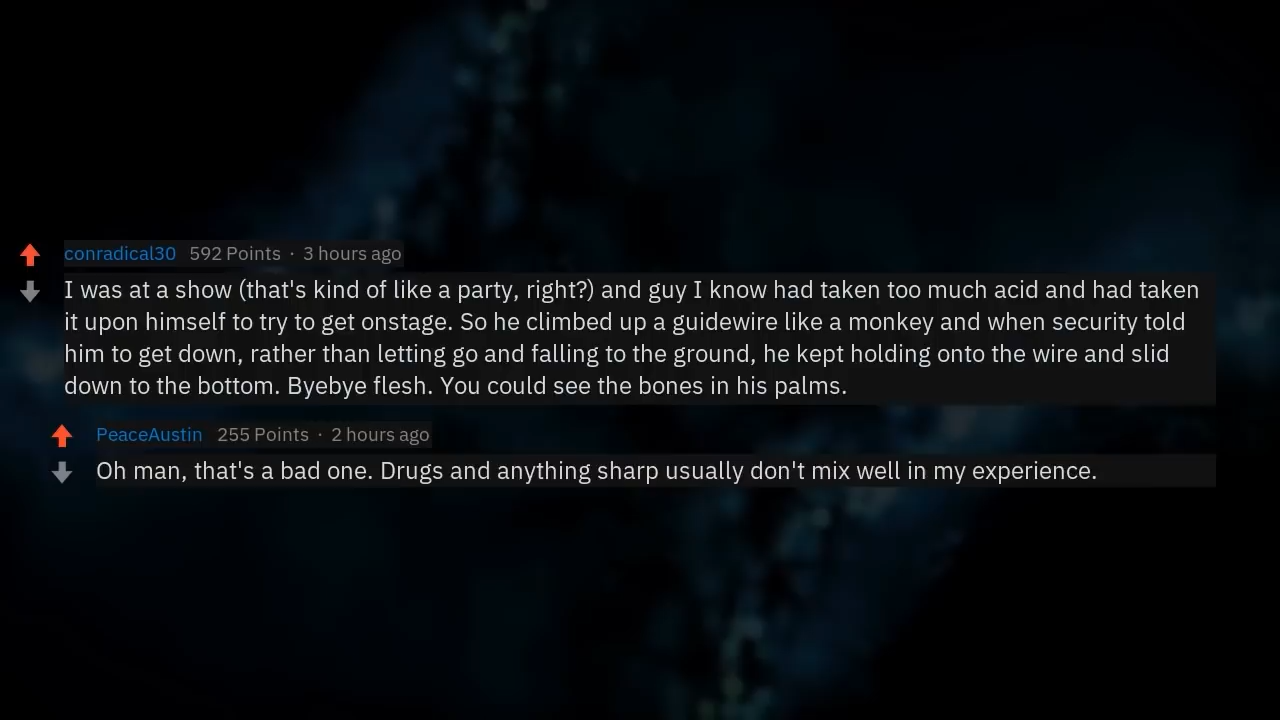 conradical30 592 Points · 3 hours ago
I was at a show (that's kind of like a party, right?) and guy I know had taken too much acid and had taken
it upon himself to try to get onstage. So he climbed up a guidewire like a monkey and when security told
him to get down, rather than letting go and falling to the ground, he kept holding onto the wire and slid
down to the bottom. Byebye flesh. You could see the bones in his palms.
PeaceAustin 255 Points · 2 hours ago
Oh man, that's a bad one. Drugs and anything sharp usually don't mix well in my experience.